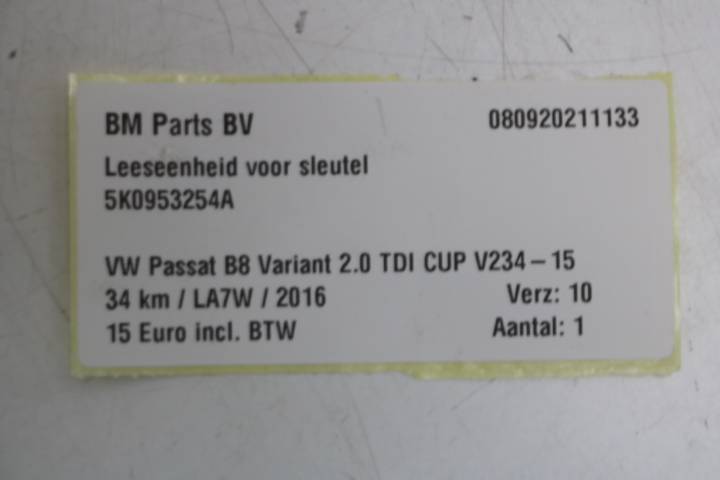 BM Parts BV 080920211133
Leeseenheid voor sleutel
5K0953254A
VW Passat B8 Variant 2.0 TDI CUP V234 – 15
34 km / LA7W / 2016 Verz: 10
15 Euro incl. BTW Aantal: 1